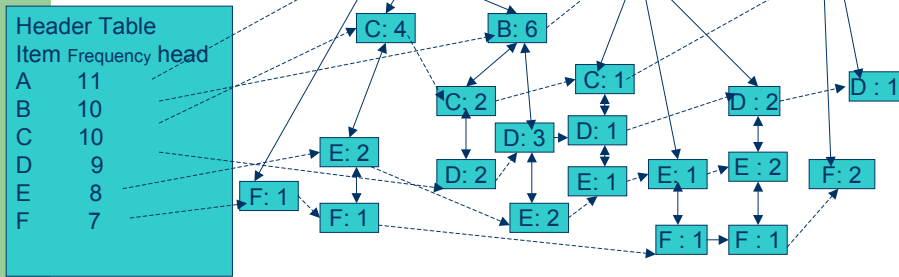 Header Table
Item Frequency head
A 11
B 10
C 10
D 9
E 8
F 7
C: 4
B: 6
C: 2
C: 1
D : 2
D : 1
D: 3
D: 1
E: 2
D: 2
E: 1
E: 1
E : 2
F: 2
F: 1
F: 1
E: 2
F : 1
F : 1